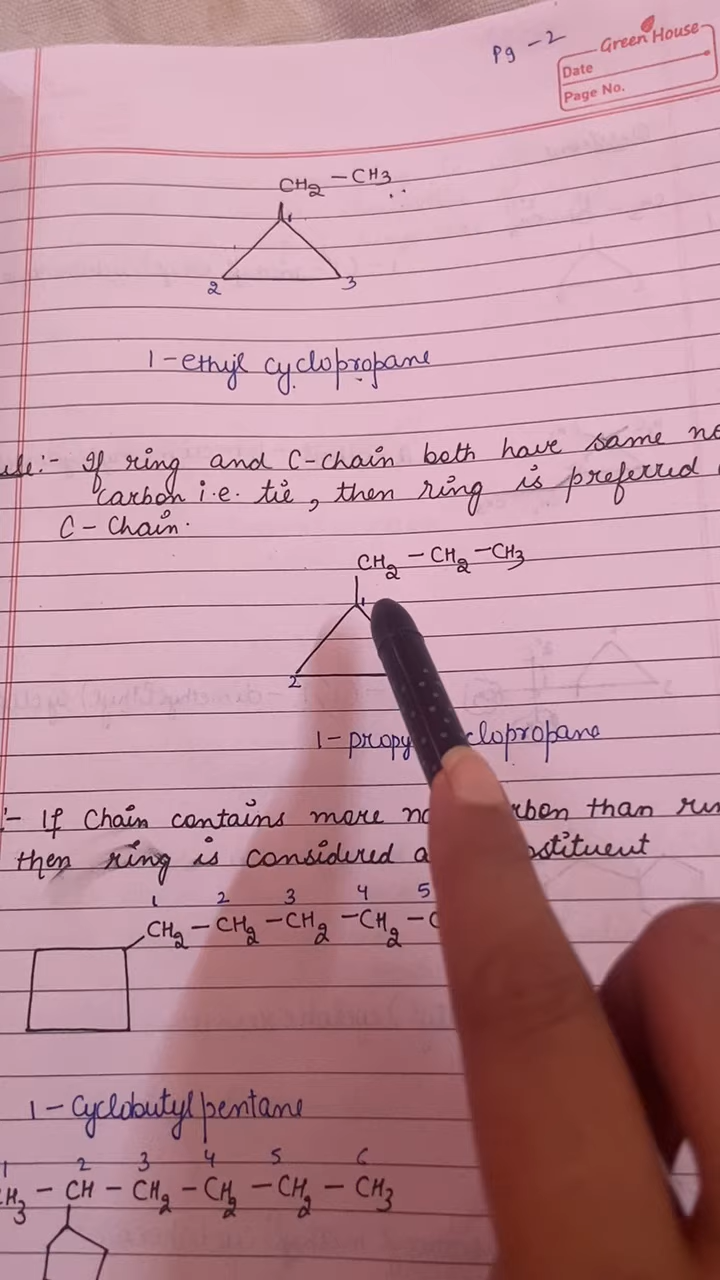 Pg - 2
Green House
Date
Page No.
CH2 - CH3
1
2 3
1-ethyl cyclopropane
:- If ring and C-chain both have same
carbon i.e. tie, then ring is preferred
C-Chain.
CH2 - CH2 - CH3
1
2
1-propy clopropane
:- If Chain contains more no than
then ring is considered
1 2 3 4 5
CH2 - CH2 - CH2 - CH2 - C
1-Cyclobutyl pentane
1 2 3 4 5 6
H3 - CH - CH2 - CH2 - CH2 - CH3